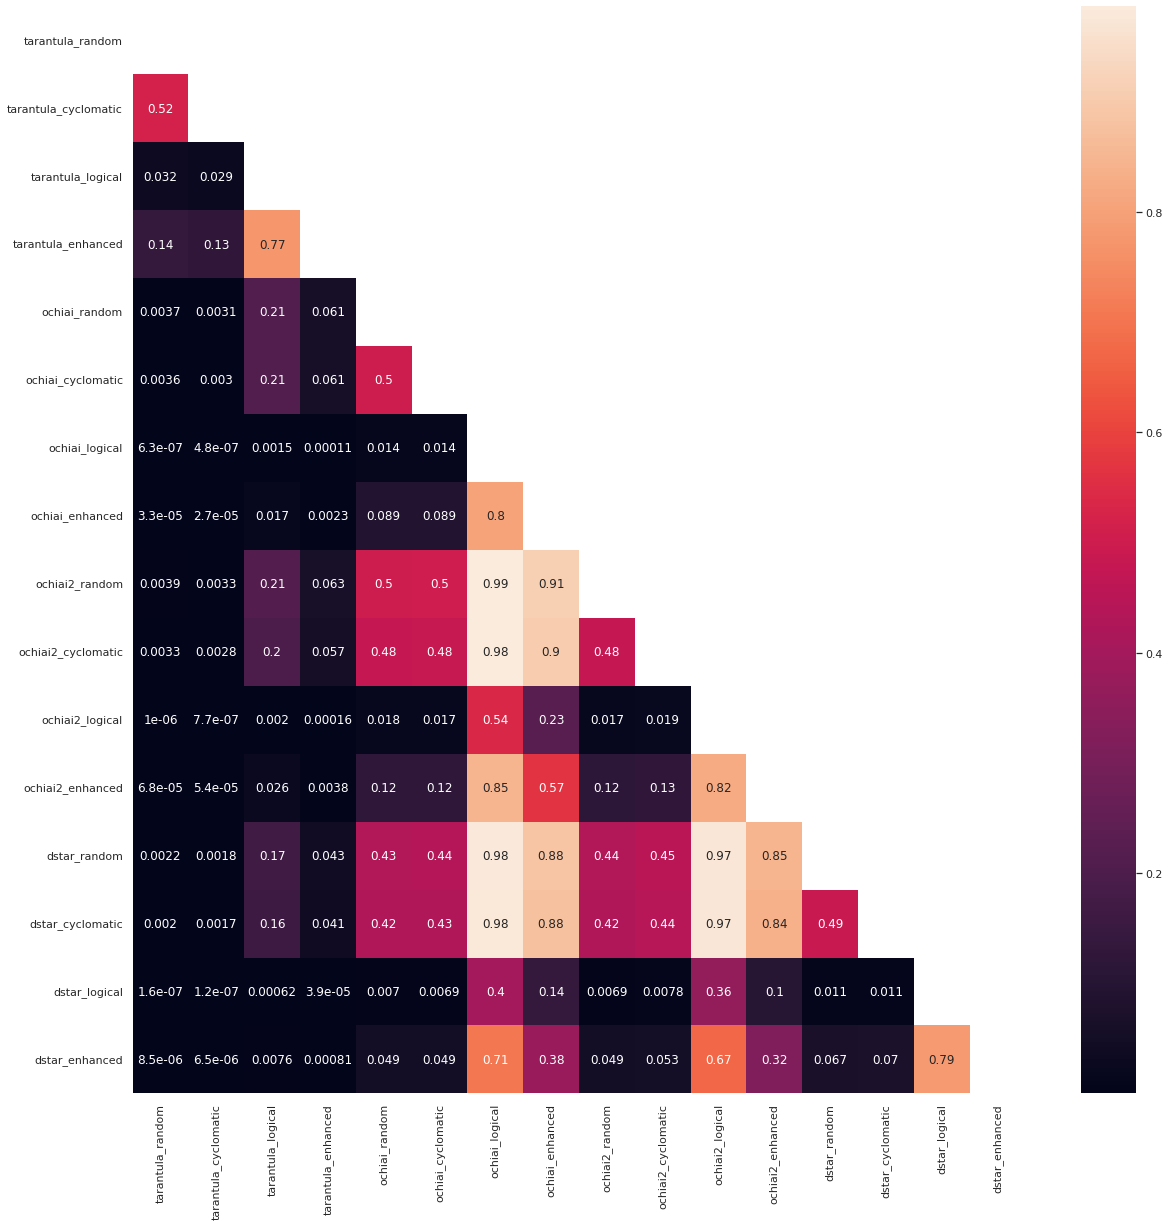 tarantula_random
tarantula_cyclomatic 0.52
tarantula_logical 0.032 0.029
tarantula_enhanced 0.14 0.13 0.77
ochiai_random 0.0037 0.0031 0.21 0.061
ochiai_cyclomatic 0.0036 0.003 0.21 0.061 0.5
ochiai_logical 6.3e-07 4.8e-07 0.0015 0.00011 0.014 0.014
ochiai_enhanced 3.3e-05 2.7e-05 0.017 0.0023 0.089 0.089 0.8
ochiai2_random 0.0039 0.0033 0.21 0.063 0.5 0.5 0.99 0.91
ochiai2_cyclomatic 0.0033 0.0028 0.2 0.057 0.48 0.48 0.98 0.9 0.48
ochiai2_logical 1e-06 7.7e-07 0.002 0.00016 0.018 0.017 0.54 0.23 0.017 0.019
ochiai2_enhanced 6.8e-05 5.4e-05 0.026 0.0038 0.12 0.12 0.85 0.57 0.12 0.13 0.82
dstar_random 0.0022 0.0018 0.17 0.043 0.43 0.44 0.98 0.88 0.44 0.45 0.97 0.85
dstar_cyclomatic 0.002 0.0017 0.16 0.041 0.42 0.43 0.98 0.88 0.42 0.44 0.97 0.84 0.49
dstar_logical 1.6e-07 1.2e-07 0.00062 3.9e-05 0.007 0.0069 0.4 0.14 0.0069 0.0078 0.36 0.1 0.011 0.011
dstar_enhanced 8.5e-06 6.5e-06 0.0076 0.00081 0.049 0.049 0.71 0.38 0.049 0.053 0.67 0.32 0.067 0.07 0.79
tarantula_random
tarantula_cyclomatic
tarantula_logical
tarantula_enhanced
ochiai_random
ochiai_cyclomatic
ochiai_logical
ochiai_enhanced
ochiai2_random
ochiai2_cyclomatic
ochiai2_logical
ochiai2_enhanced
dstar_random
dstar_cyclomatic
dstar_logical
dstar_enhanced
0.8
0.6
0.4
0.2